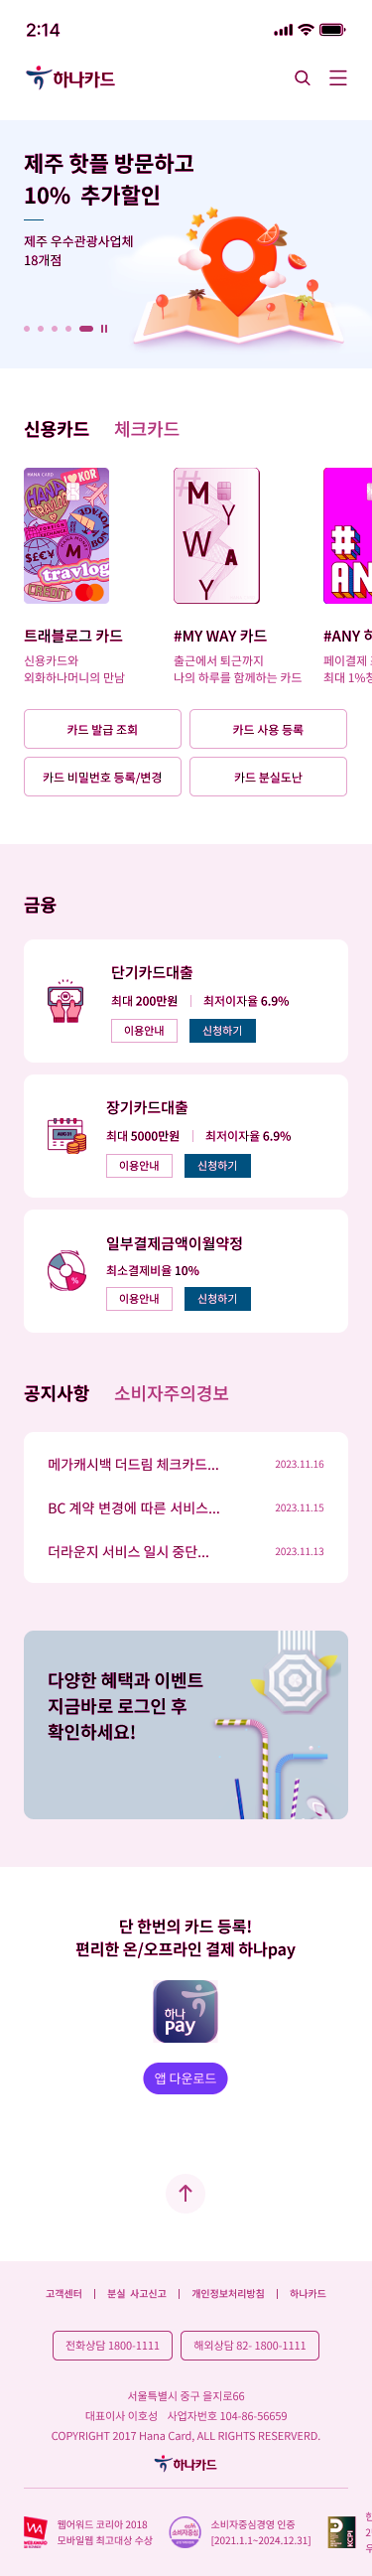 2:14
하나카드
제주 핫플 방문하고
10% 추가할인
제주 우수관광사업체
18개점
신용카드 체크카드
HANA CARD
KOR
HANA
TRAVEL
S£€¥
M
travlog
CREDIT
#M
Y
W
A
Y
#
AN
트래블로그 카드 #MY WAY 카드 #ANY
신용카드와 출근에서 퇴근까지 페이결제
외화하나머니의 만남 나의 하루를 함께하는 카드 최대 1%
카드 발급 조회 카드 사용 등록
카드 비밀번호 등록/변경 카드 분실도난
금융
단기카드대출
최대 200만원 | 최저이자율 6.9%
이용안내 신청하기
장기카드대출
최대 5000만원 | 최저이자율 6.9%
이용안내 신청하기
일부결제금액이월약정
최소결제비율 10%
%
이용안내 신청하기
공지사항 소비자주의경보
메가캐시백 더드림 체크카드... 2023.11.16
BC 계약 변경에 따른 서비스... 2023.11.15
더라운지 서비스 일시 중단... 2023.11.13
다양한 혜택과 이벤트
지금바로 로그인 후
확인하세요!
단 한번의 카드 등록!
편리한 온/오프라인 결제 하나pay
하나
pay
앱 다운로드
고객센터 | 분실 사고신고 | 개인정보처리방침 | 하나카드
전화상담 1800-1111 해외상담 82- 1800-1111
서울특별시 중구 을지로66
대표이사 이호성 사업자번호 104-86-56659
COPYRIGHT 2017 Hana Card, ALL RIGHTS RESERVERD.
하나카드
웹어워드 코리아 2018 소비자중심경영 인증
모바일웹 최고대상 수상 [2021.1.1~2024.12.31]
WEB AWARD
소비자중심
KCPI